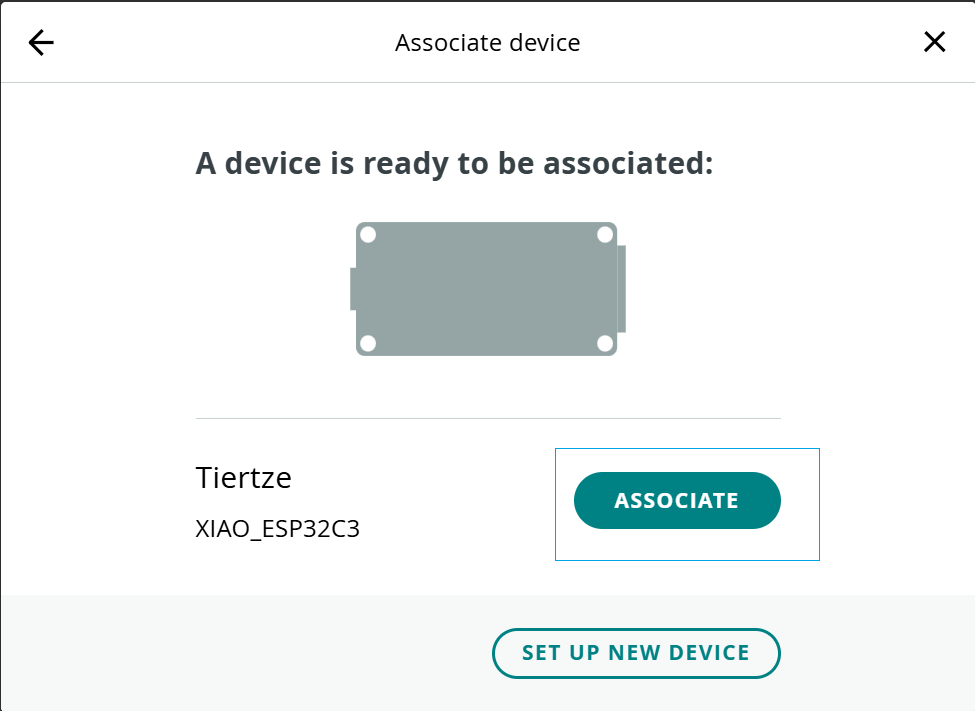 Associate device
A device is ready to be associated:
Tiertze
XIAO_ESP32C3
ASSOCIATE
SET UP NEW DEVICE